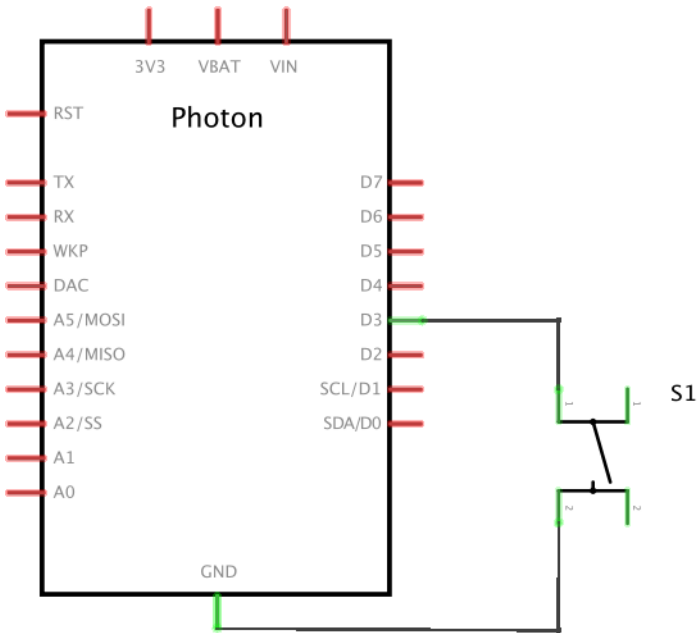 3V3 VBAT VIN
Photon
RST
TX D7
RX D6
WKP D5
DAC D4
A5/MOSI D3
A4/MISO D2
A3/SCK SCL/D1
A2/SS SDA/D0
A1
A0
GND
1 1 S1
2 2